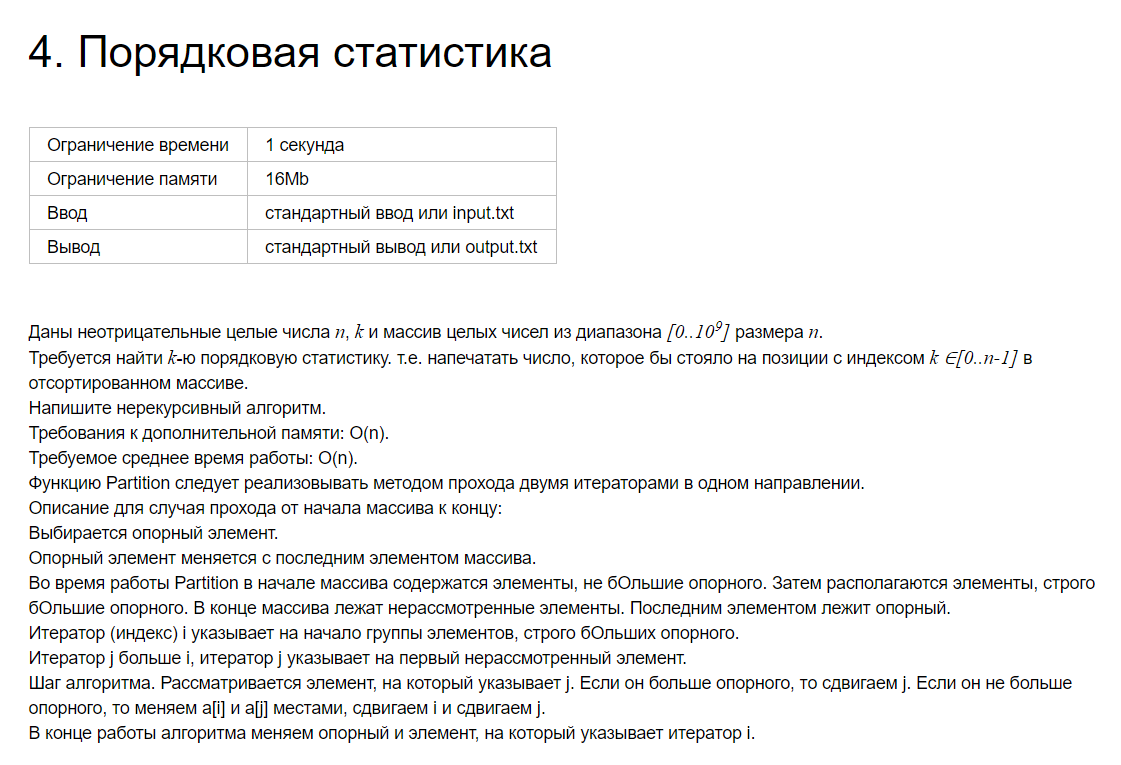 4. Порядковая статистика
Ограничение времени 1 секунда
Ограничение памяти 16Mb
Ввод стандартный ввод или input.txt
Вывод стандартный вывод или output.txt
Даны неотрицательные целые числа n, k и массив целых чисел из диапазона [0..10⁹] размера n.
Требуется найти k-ю порядковую статистику. т.е. напечатать число, которое бы стояло на позиции с индексом k ∈[0..n-1] в
отсортированном массиве.
Напишите нерекурсивный алгоритм.
Требования к дополнительной памяти: O(n).
Требуемое среднее время работы: O(n).
Функцию Partition следует реализовывать методом прохода двумя итераторами в одном направлении.
Описание для случая прохода от начала массива к концу:
Выбирается опорный элемент.
Опорный элемент меняется с последним элементом массива.
Во время работы Partition в начале массива содержатся элементы, не бОльшие опорного. Затем располагаются элементы, строго
бОльшие опорного. В конце массива лежат нерассмотренные элементы. Последним элементом лежит опорный.
Итератор (индекс) i указывает на начало группы элементов, строго бОльших опорного.
Итератор j больше i, итератор j указывает на первый нерассмотренный элемент.
Шаг алгоритма. Рассматривается элемент, на который указывает j. Если он больше опорного, то сдвигаем j. Если он не больше
опорного, то меняем a[i] и a[j] местами, сдвигаем i и сдвигаем j.
В конце работы алгоритма меняем опорный и элемент, на который указывает итератор i.